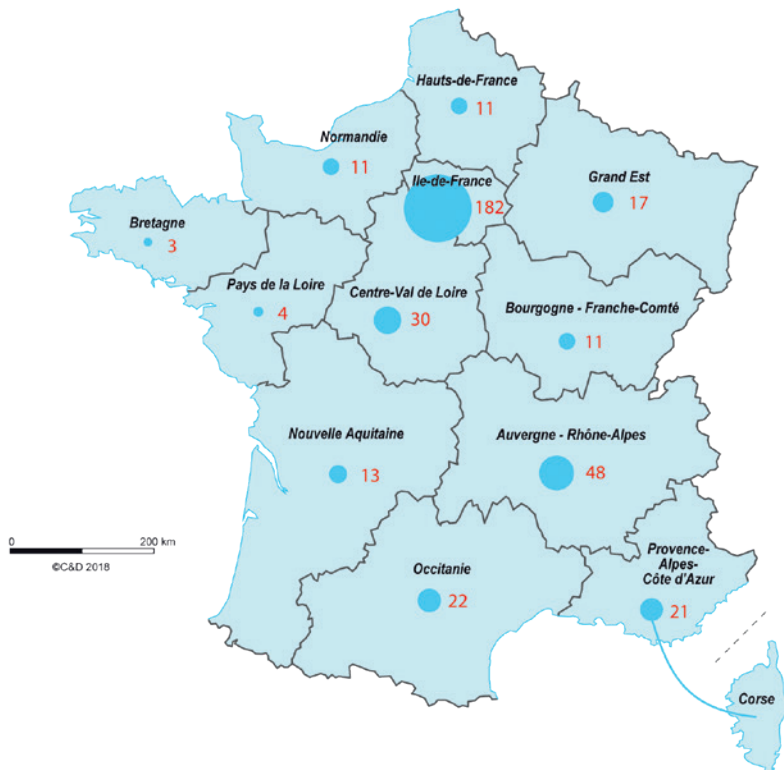 Hauts-de-France
11
Normandie
11
Ile-de-France
182
Grand Est
17
Bretagne
3
Pays de la Loire
4
Centre-Val de Loire
30
Bourgogne - Franche-Comté
11
Nouvelle Aquitaine
13
Auvergne - Rhône-Alpes
48
0 200 km
©C&D 2018
Occitanie
22
Provence-
Alpes-
Côte d'Azur
21
Corse